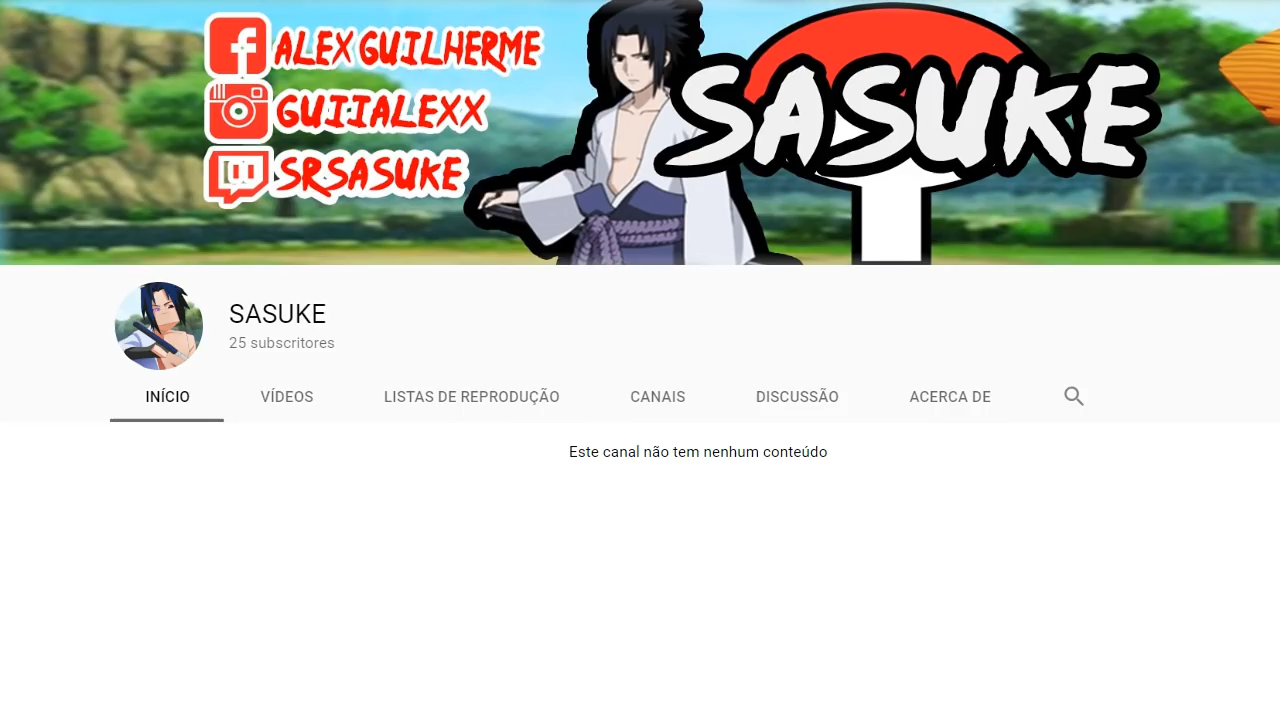 ALEX GUILHERME
GUIIALEXX
SRSASUKE
SASUKE
SASUKE
25 subscritores
INÍCIO VÍDEOS LISTAS DE REPRODUÇÃO CANAIS DISCUSSÃO ACERCA DE
Este canal não tem nenhum conteúdo